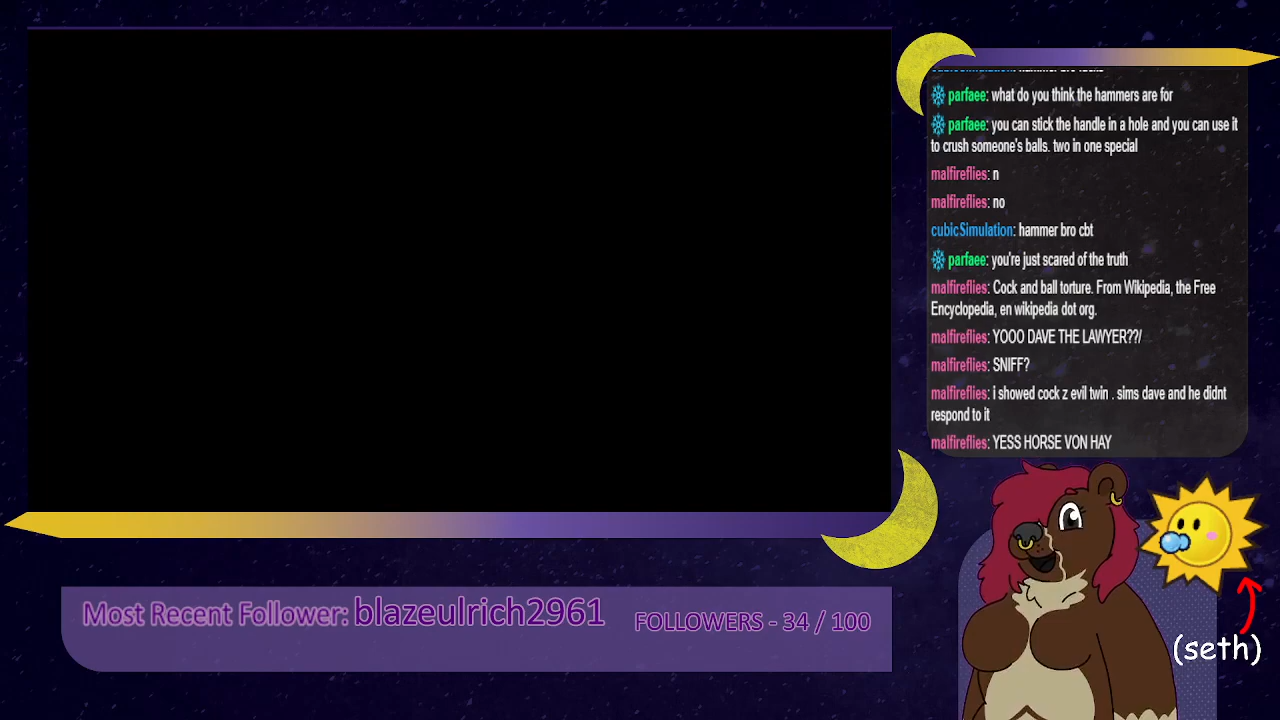 parfaee: what do you think the hammers are for
parfaee: you can stick the handle in a hole and you can use it
to crush someone's balls. two in one special
malfireflies: n
malfireflies: no
cubicSimulation: hammer bro cbt
parfaee: you're just scared of the truth
malfireflies: Cock and ball torture. From Wikipedia, the Free
Encyclopedia, en wikipedia dot org.
malfireflies: YOOO DAVE THE LAWYER??/
malfireflies: SNIFF?
malfireflies: i showed cock z evil twin . sims dave and he didnt
respond to it
malfireflies: YESS HORSE VON HAY
Most Recent Follower: blazeulrich2961
FOLLOWERS - 34 / 100
(seth)